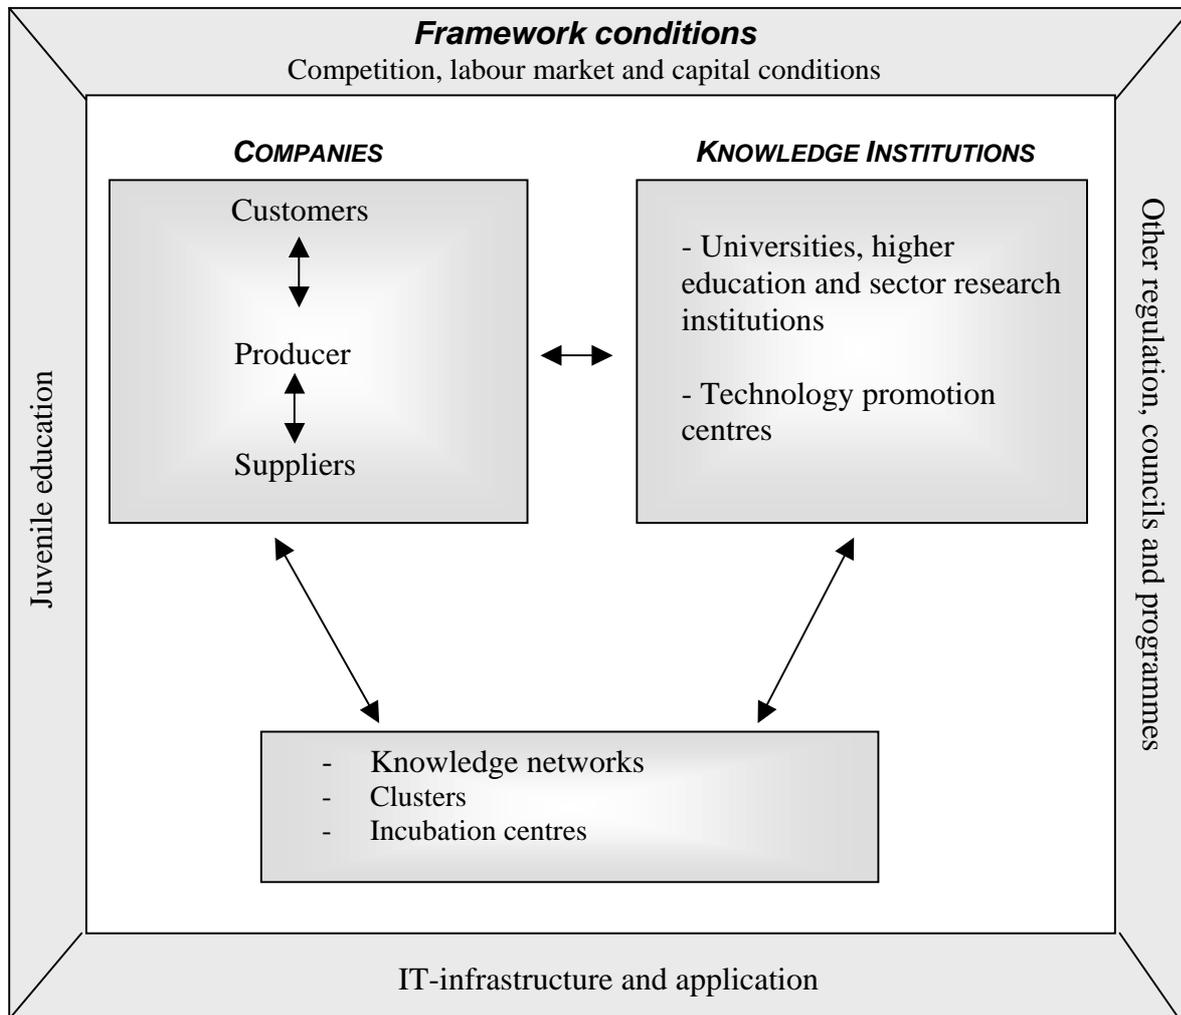 Framework conditions
Competition, labour market and capital conditions
COMPANIES
KNOWLEDGE INSTITUTIONS
Customers
Producer
Suppliers
- Universities, higher
education and sector research
institutions
- Technology promotion
centres
Juvenile education
Other regulation, councils and programmes
- Knowledge networks
- Clusters
- Incubation centres
IT-infrastructure and application